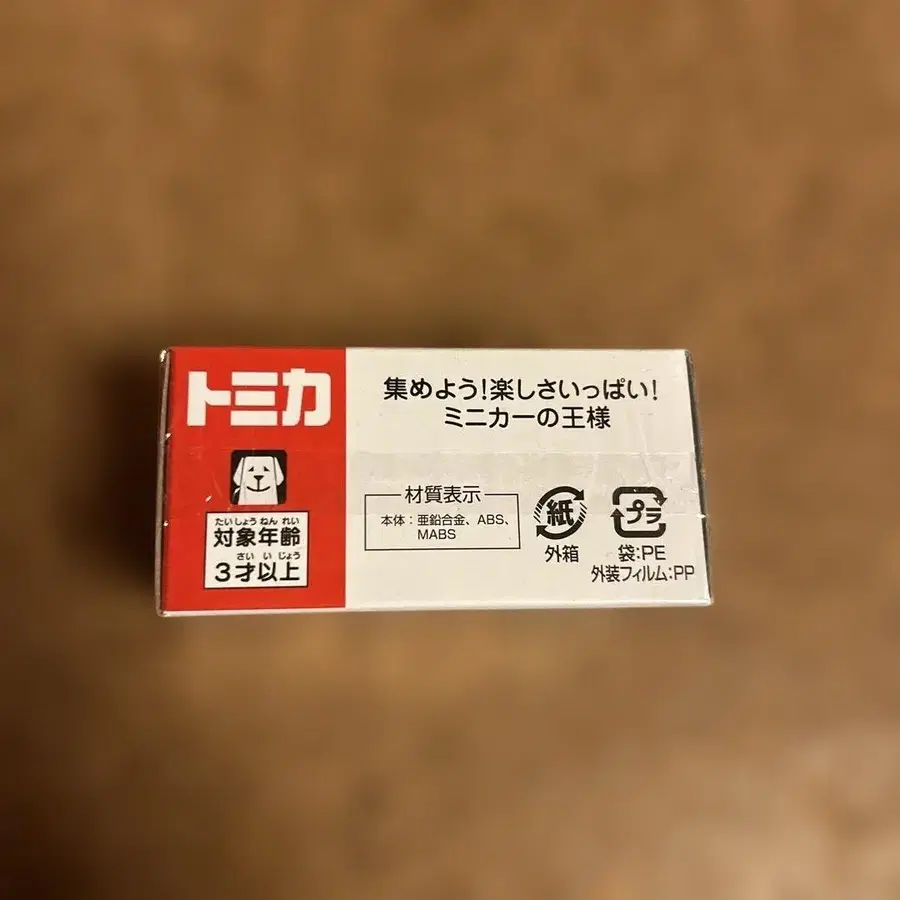 トミカ
たいしょうねんれい
対象年齢
さいいじょう
3才以上
集めよう!楽しさいっぱい!
ミニカーの王様
材質表示
本体:亜鉛合金、ABS、
MABS
紙
外箱
プラ
袋:PE
外装フィルム:PP